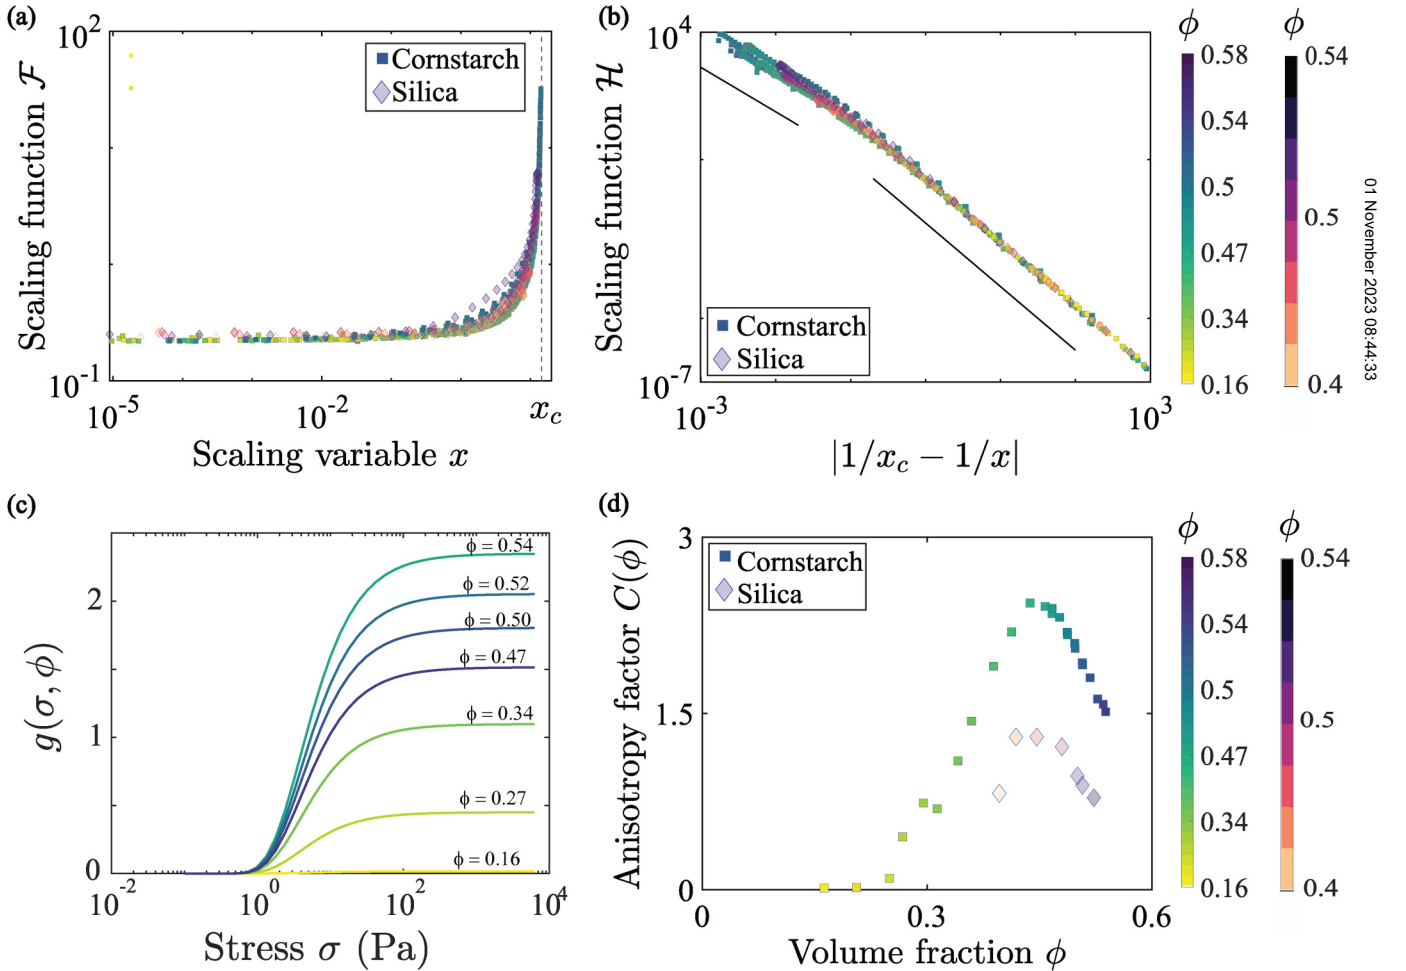 (a)
10^2
Scaling function ℱ
10^-1
Cornstarch
Silica
10^-5
10^-2
x_c
Scaling variable x
(b)
10^4
Scaling function ℋ
10^-7
Cornstarch
Silica
10^-3
10^3
|1/x_c − 1/x|
ϕ
0.58
0.54
0.5
0.47
0.34
0.16
ϕ
0.54
0.5
0.4
01 November 2023 08:44:33
(c)
g(σ, ϕ)
2
1
0
ϕ = 0.54
ϕ = 0.52
ϕ = 0.50
ϕ = 0.47
ϕ = 0.34
ϕ = 0.27
ϕ = 0.16
10^-2
10^0
10^2
10^4
Stress σ (Pa)
(d)
Anisotropy factor C(ϕ)
3
1.5
0
Cornstarch
Silica
0
0.3
0.6
Volume fraction ϕ
ϕ
0.58
0.54
0.5
0.47
0.34
0.16
ϕ
0.54
0.5
0.4